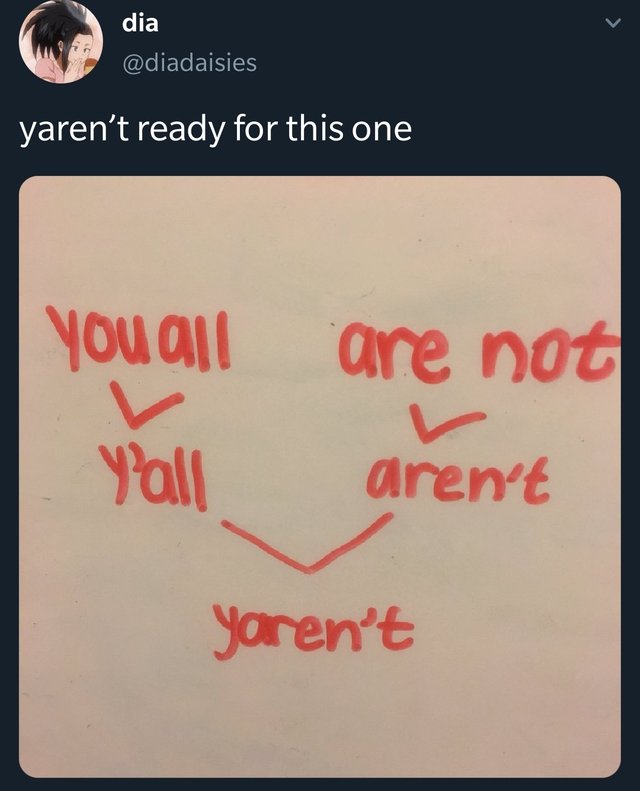 dia
@diadaisies
yaren’t ready for this one
you all are not
y'all aren't
yaren't